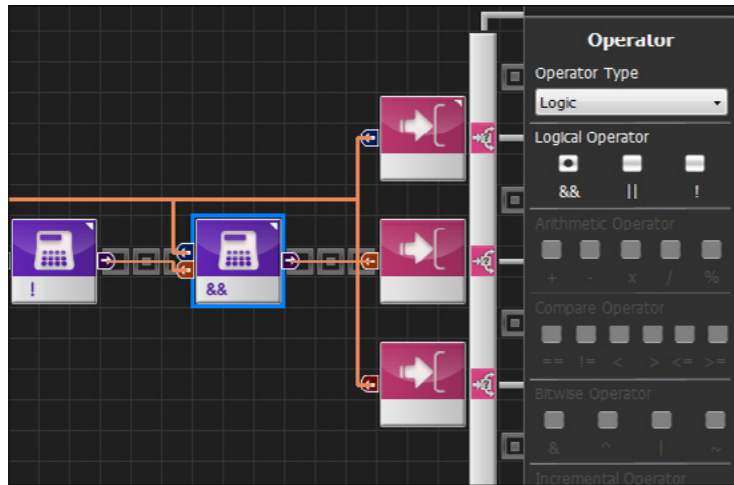 !
&&
Operator
Operator Type
Logic
Logical Operator
&& || !
Arithmetic Operator
+ - x / %
Compare Operator
== != < > <= >=
Bitwise Operator
& ^ | ~
Incremental Operator